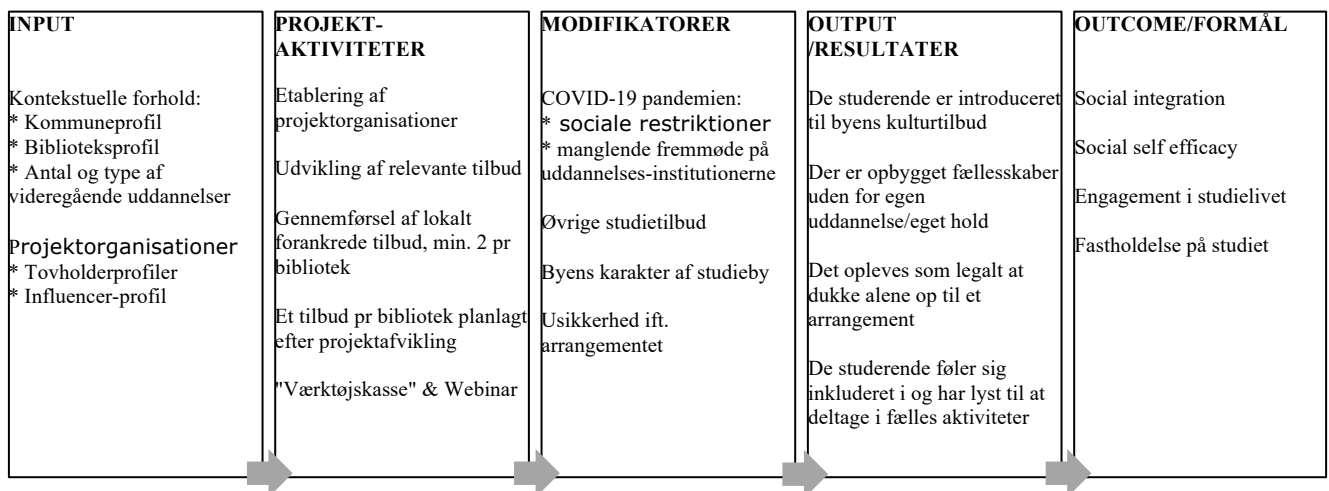 INPUT
Kontekstuelle forhold:
* Kommuneprofil
* Biblioteksprofil
* Antal og type af
videregående uddannelser
Projektorganisationer
* Tovholderprofiler
* Influencer-profil
PROJEKT-
AKTIVITETER
Etablering af
projektorganisationer
Udvikling af relevante tilbud
Gennemførsel af lokalt
forankrede tilbud, min. 2 pr
bibliotek
Et tilbud pr bibliotek planlagt
efter projektafvikling
"Værktøjskasse" & Webinar
MODIFIKATORER
COVID-19 pandemien:
* sociale restriktioner
* manglende fremmøde på
uddannelses-institutionerne
Øvrige studietilbud
Byens karakter af studieby
Usikkerhed ift.
arrangementet
OUTPUT
/RESULTATER
De studerende er introduceret
til byens kulturtilbud
Der er opbygget fællesskaber
uden for egen
uddannelse/eget hold
Det opleves som legalt at
dukke alene op til et
arrangement
De studerende føler sig
inkluderet i og har lyst til at
deltage i fælles aktiviteter
OUTCOME/FORMÅL
Social integration
Social self efficacy
Engagement i studielivet
Fastholdelse på studiet